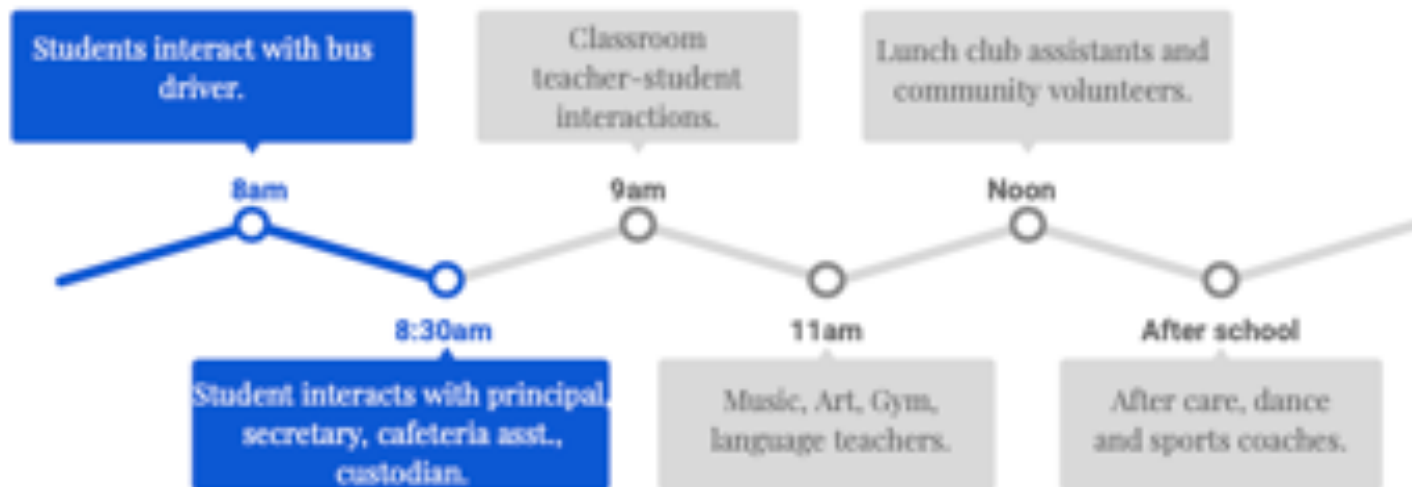 Students interact with bus
driver.
Classroom
teacher-student
interactions.
Lunch club assistants and
community volunteers.
8am
9am
Noon
8:30am
11am
After school
Student interacts with principal,
secretary, cafeteria asst.,
custodian.
Music, Art, Gym,
language teachers.
After care, dance
and sports coaches.